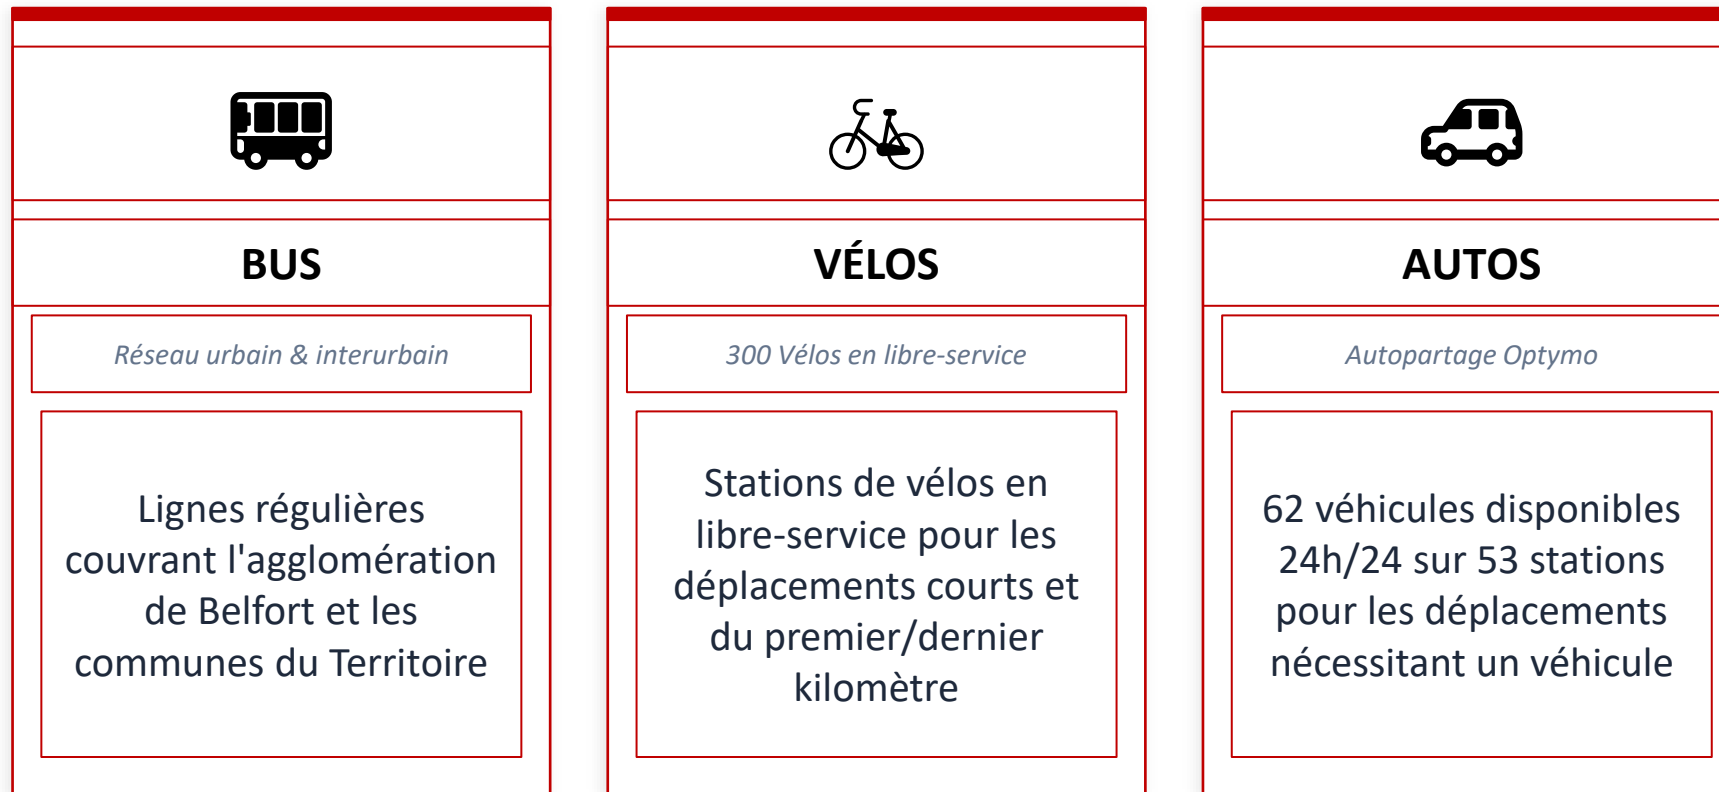 BUS
Réseau urbain & interurbain
Lignes régulières
couvrant l'agglomération
de Belfort et les
communes du Territoire
VÉLOS
300 Vélos en libre-service
Stations de vélos en
libre-service pour les
déplacements courts et
du premier/dernier
kilomètre
AUTOS
Autopartage Optymo
62 véhicules disponibles
24h/24 sur 53 stations
pour les déplacements
nécessitant un véhicule